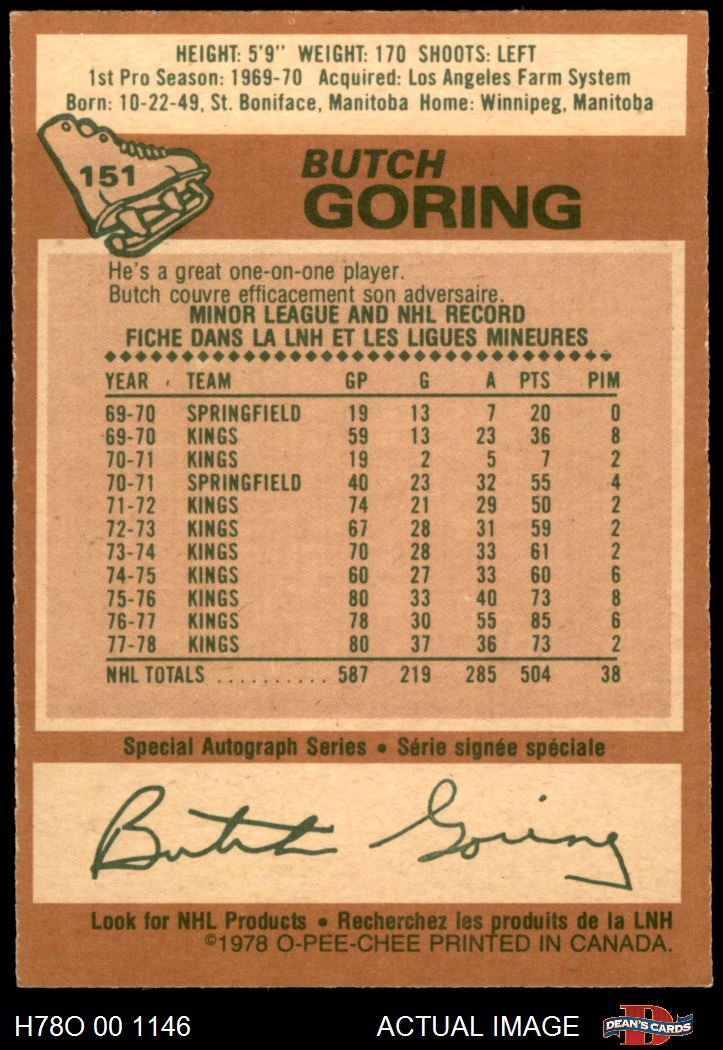 HEIGHT: 5'9" WEIGHT: 170 SHOOTS: LEFT
1st Pro Season: 1969-70 Acquired: Los Angeles Farm System
Born: 10-22-49, St. Boniface, Manitoba Home: Winnipeg, Manitoba
151
BUTCH
GORING
He's a great one-on-one player.
Butch couvre efficacement son adversaire.
MINOR LEAGUE AND NHL RECORD
FICHE DANS LA LNH ET LES LIGUES MINEURES
YEAR TEAM GP G A PTS PIM
69-70 SPRINGFIELD 19 13 7 20 0
69-70 KINGS 59 13 23 36 8
70-71 KINGS 19 2 5 7 2
70-71 SPRINGFIELD 40 23 32 55 4
71-72 KINGS 74 21 29 50 2
72-73 KINGS 67 28 31 59 2
73-74 KINGS 70 28 33 61 2
74-75 KINGS 60 27 33 60 6
75-76 KINGS 80 33 40 73 8
76-77 KINGS 78 30 55 85 6
77-78 KINGS 80 37 36 73 2
NHL TOTALS .......... 587 219 285 504 38
Special Autograph Series • Série signée spéciale
Butch Goring
Look for NHL Products • Recherchez les produits de la LNH
©1978 O-PEE-CHEE PRINTED IN CANADA.
H78O 00 1146 ACTUAL IMAGE D DEAN'S CARDS